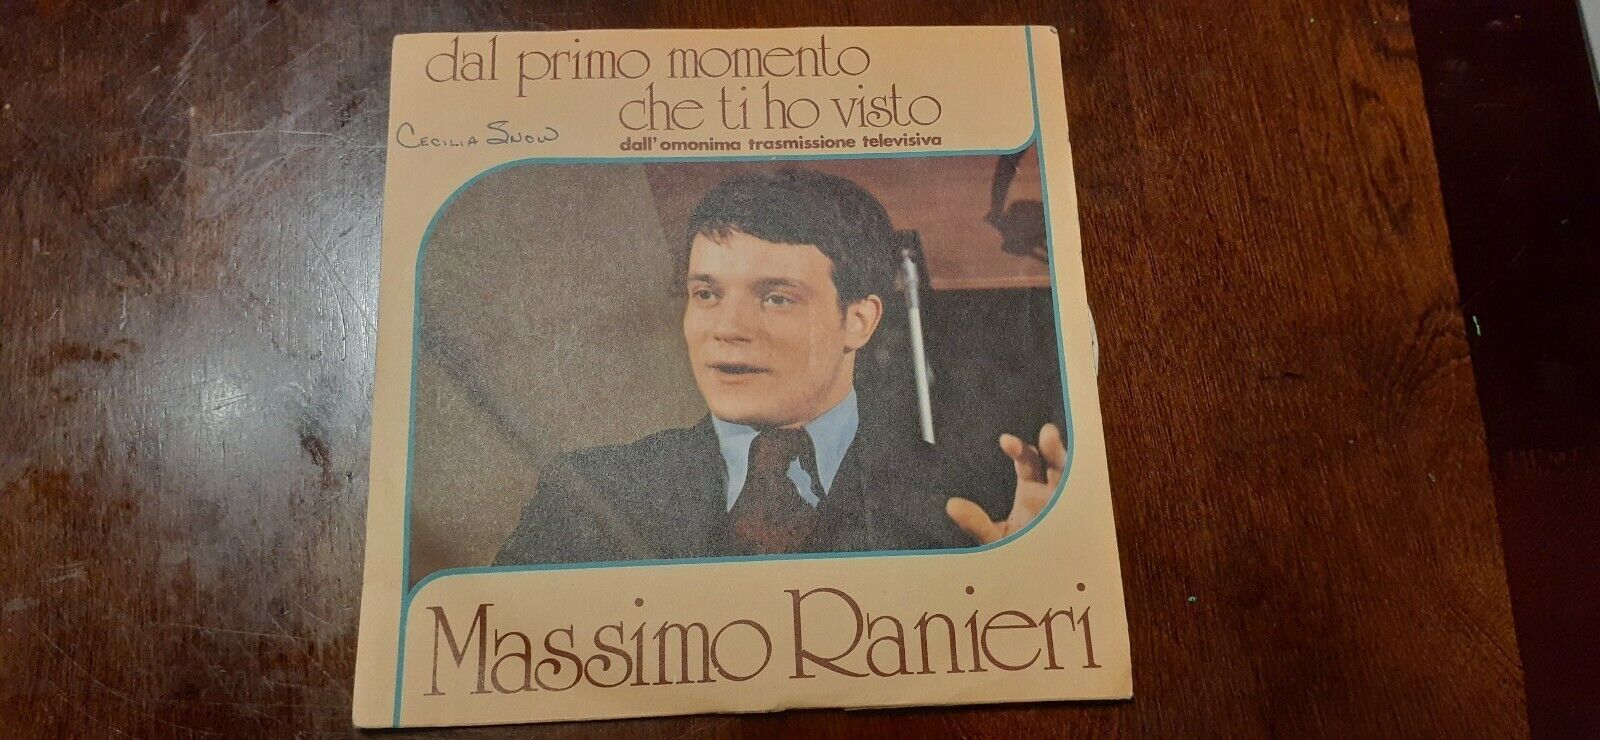 dal primo momento
che ti ho visto
Cecilia Snow
dall'omonima trasmissione televisiva
Massimo Ranieri